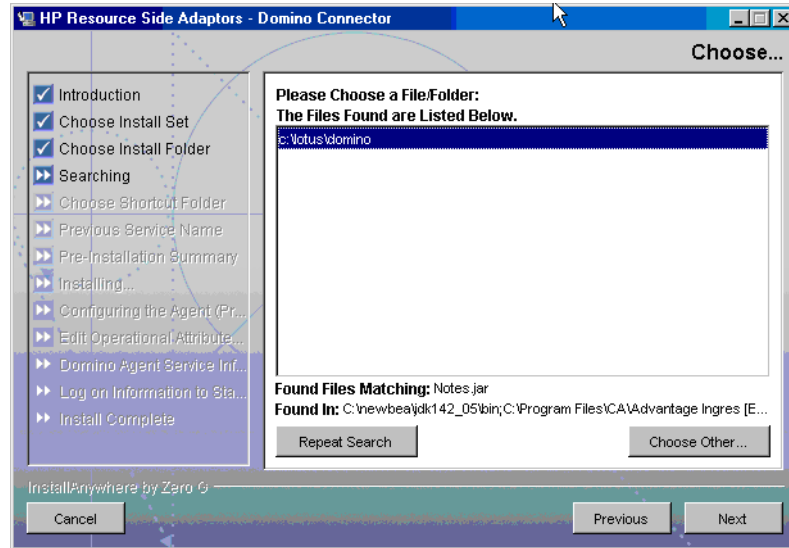 HP Resource Side Adaptors - Domino Connector
Choose...
Introduction
Choose Install Set
Choose Install Folder
Searching
Choose Shortcut Folder
Previous Service Name
Pre-Installation Summary
Installing...
Configuring the Agent (Pr...
Edit Operational Attribute...
Domino Agent Service Inf...
Log on Information to Sta...
Install Complete
Please Choose a File/Folder:
The Files Found are Listed Below.
c:\lotus\domino
Found Files Matching: Notes.jar
Found In: C:\newbea\jdk142_05\bin;C:\Program Files\CA\Advantage Ingres [E...
Repeat Search
Choose Other...
InstallAnywhere by Zero G
Cancel
Previous
Next